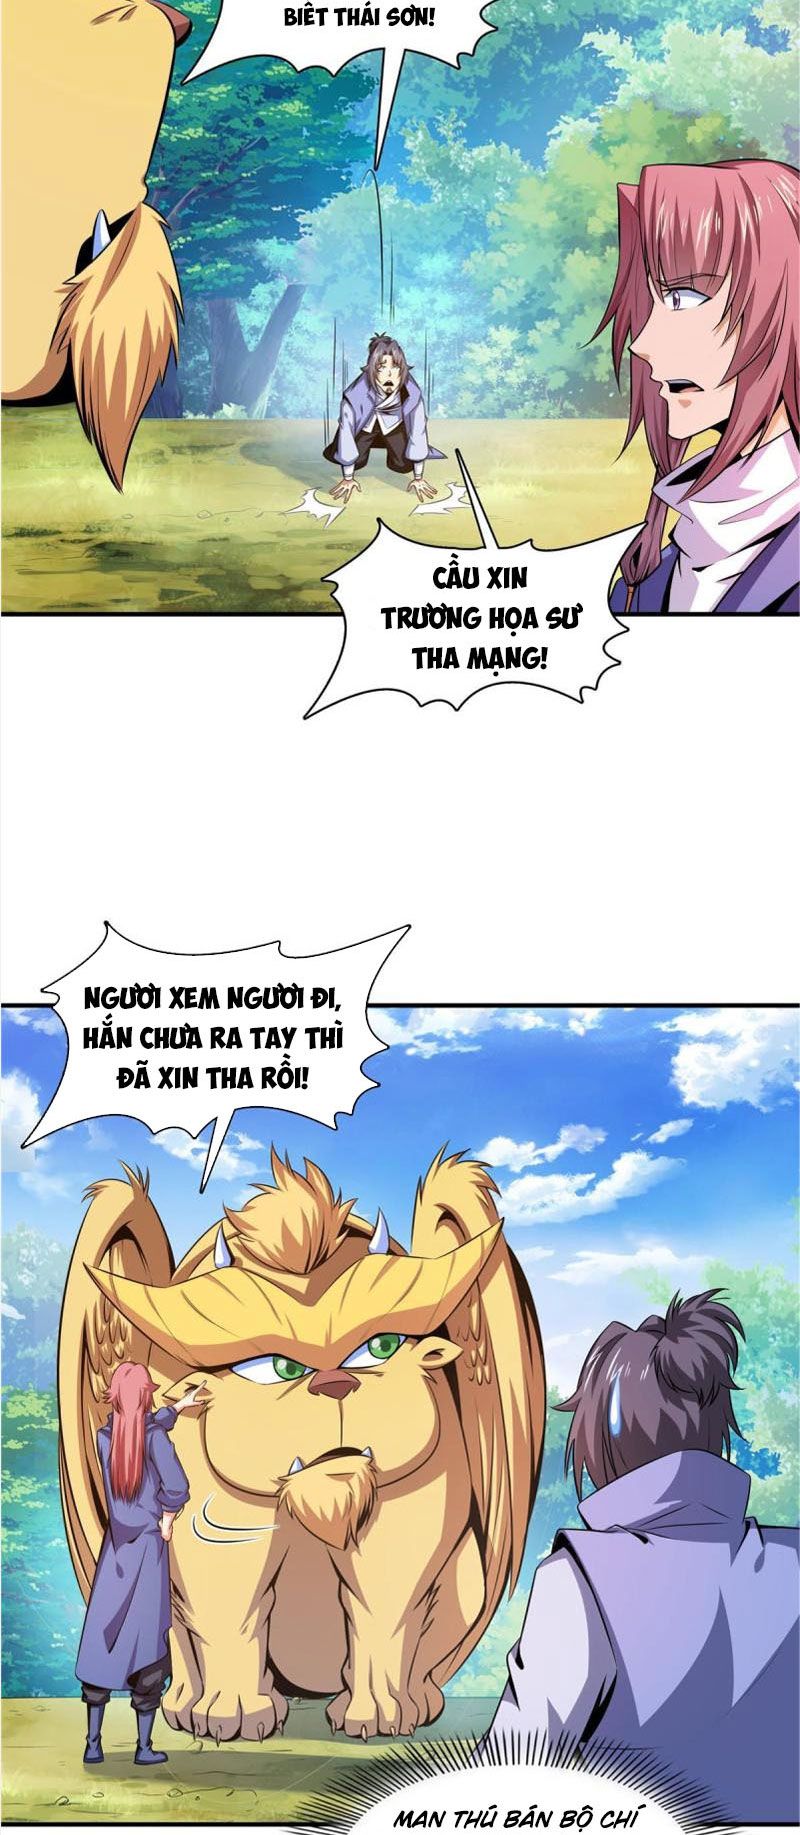 BIẾT THÁI SƠN!
CẦU XIN
TRƯƠNG HỌA SƯ
THA MẠNG!
NGƯƠI XEM NGƯƠI ĐI,
HẮN CHƯA RA TAY THÌ
ĐÃ XIN THA RỒI!
MAN THÚ BÁN BỘ CHÍ